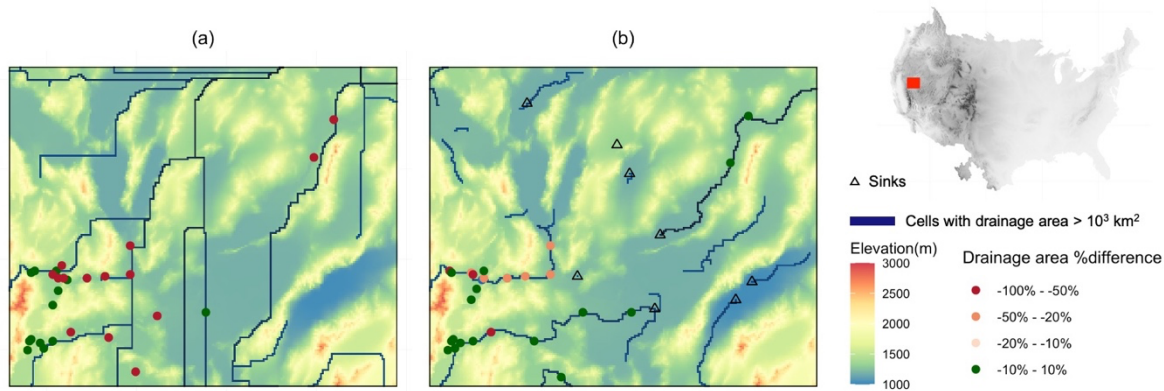 (a)
(b)
Sinks
Cells with drainage area > 10³ km²
Elevation(m)
3000
2500
2000
1500
1000
Drainage area %difference
-100% - -50%
-50% - -20%
-20% - -10%
-10% - 10%